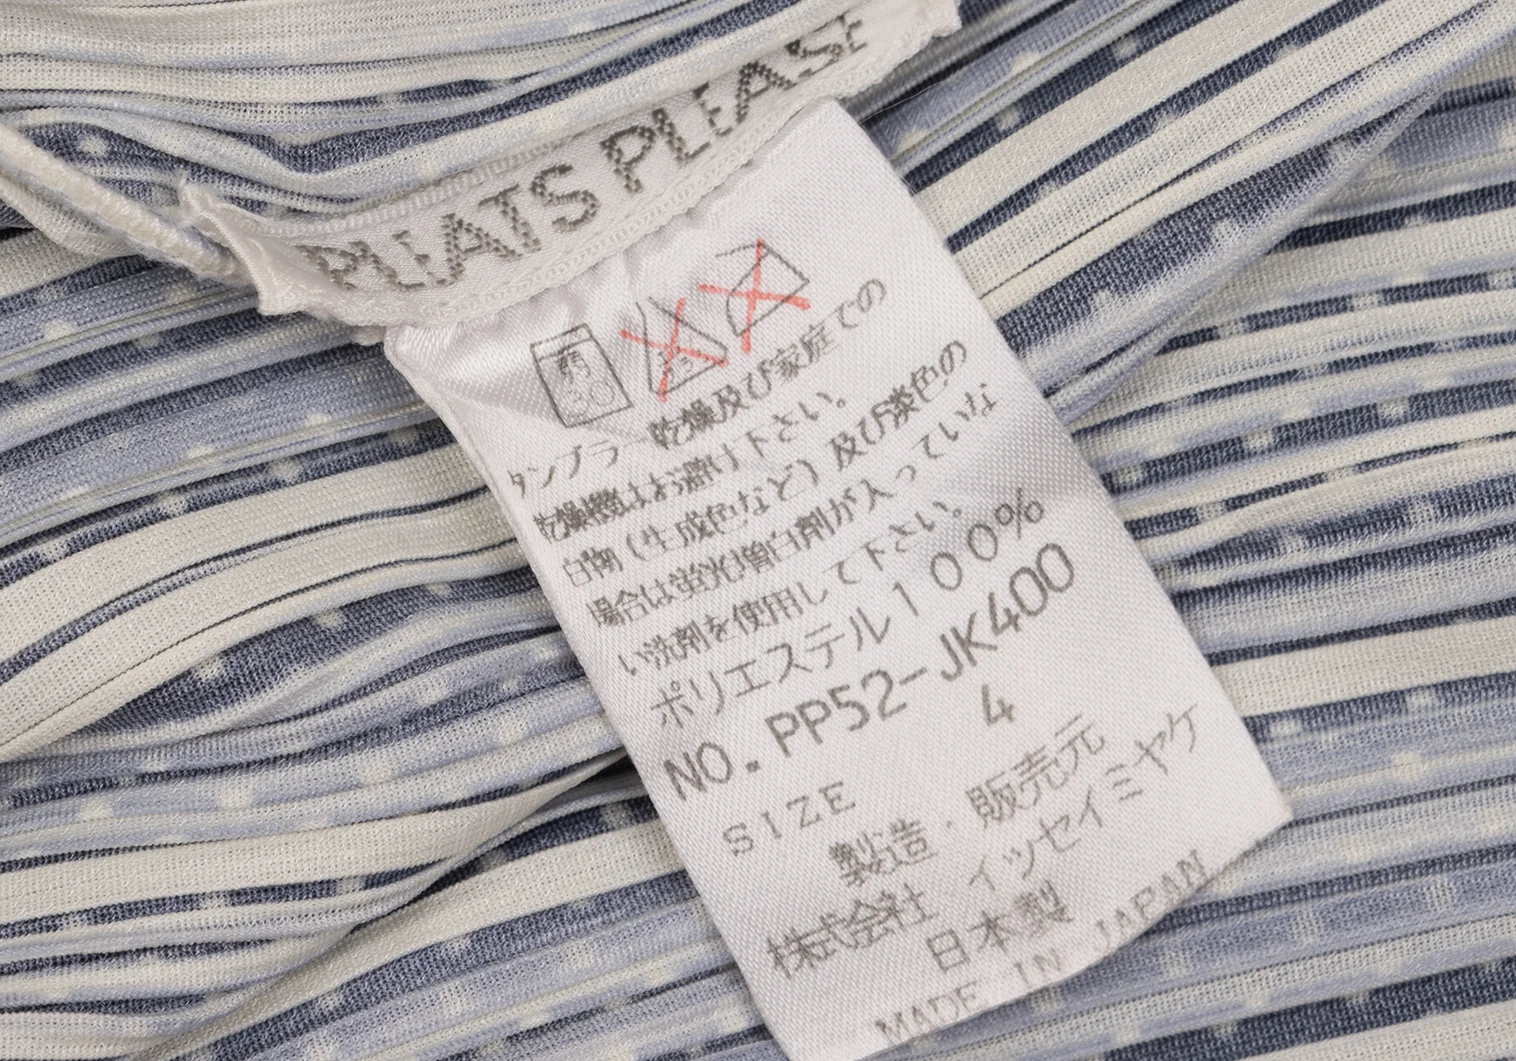 PLEATS PLEASE
弱
30
タンブラー乾燥及び家庭での
乾燥機はお避け下さい。
白物(生成色など)及び淡色の
場合は蛍光増白剤が入っていな
い洗剤を使用して下さい。
ポリエステル100%
NO.PP52-JK400
SIZE 4
製造・販売元
株式会社 イッセイミヤケ
日本製
MADE IN JAPAN